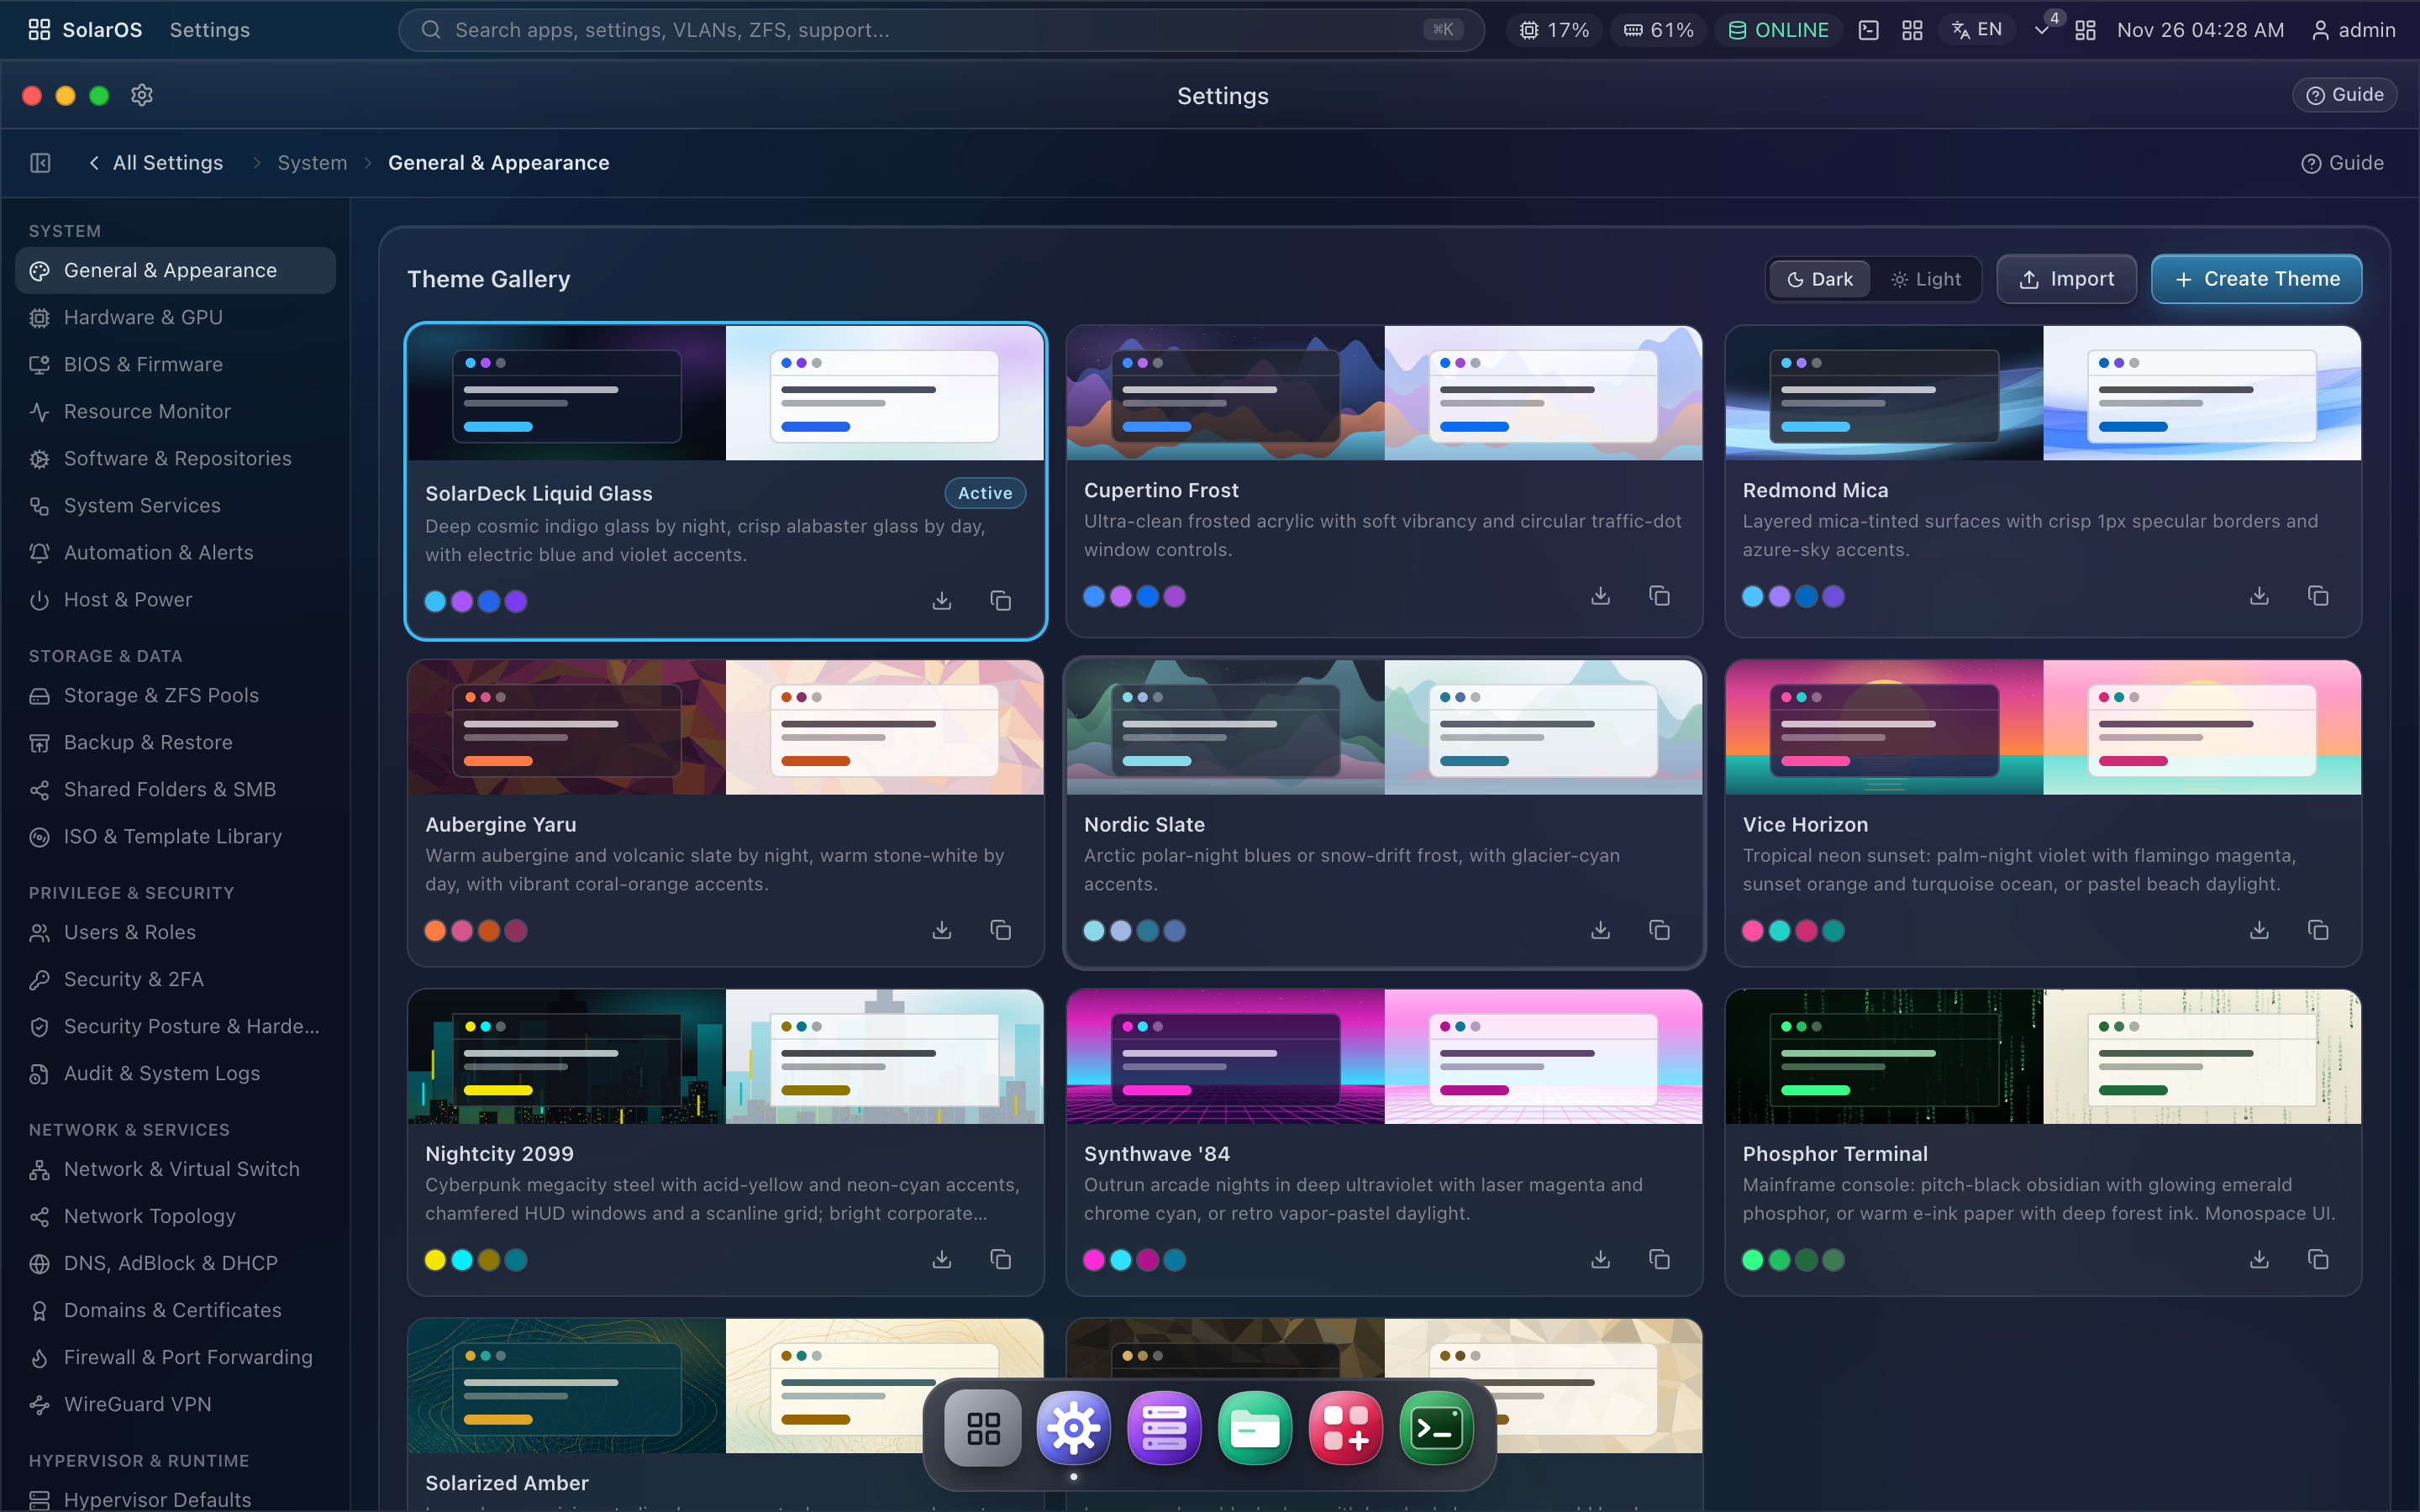 SolarOS
Settings
Search apps, settings, VLANs, ZFS, support...
⌘K
17%
61%
ONLINE
EN
4
Nov 26 04:28 AM
admin
Settings
Guide
All Settings
System
General & Appearance
Guide
SYSTEM
General & Appearance
Hardware & GPU
BIOS & Firmware
Resource Monitor
Software & Repositories
System Services
Automation & Alerts
Host & Power
STORAGE & DATA
Storage & ZFS Pools
Backup & Restore
Shared Folders & SMB
ISO & Template Library
PRIVILEGE & SECURITY
Users & Roles
Security & 2FA
Security Posture & Harde...
Audit & System Logs
NETWORK & SERVICES
Network & Virtual Switch
Network Topology
DNS, AdBlock & DHCP
Domains & Certificates
Firewall & Port Forwarding
WireGuard VPN
HYPERVISOR & RUNTIME
Hypervisor Defaults
Theme Gallery
Dark
Light
Import
Create Theme
SolarDeck Liquid Glass
Active
Deep cosmic indigo glass by night, crisp alabaster glass by day,
with electric blue and violet accents.
Cupertino Frost
Ultra-clean frosted acrylic with soft vibrancy and circular traffic-dot
window controls.
Redmond Mica
Layered mica-tinted surfaces with crisp 1px specular borders and
azure-sky accents.
Aubergine Yaru
Warm aubergine and volcanic slate by night, warm stone-white by
day, with vibrant coral-orange accents.
Nordic Slate
Arctic polar-night blues or snow-drift frost, with glacier-cyan
accents.
Vice Horizon
Tropical neon sunset: palm-night violet with flamingo magenta,
sunset orange and turquoise ocean, or pastel beach daylight.
Nightcity 2099
Cyberpunk megacity steel with acid-yellow and neon-cyan accents,
chamfered HUD windows and a scanline grid; bright corporate...
Synthwave '84
Outrun arcade nights in deep ultraviolet with laser magenta and
chrome cyan, or retro vapor-pastel daylight.
Phosphor Terminal
Mainframe console: pitch-black obsidian with glowing emerald
phosphor, or warm e-ink paper with deep forest ink. Monospace UI.
Solarized Amber